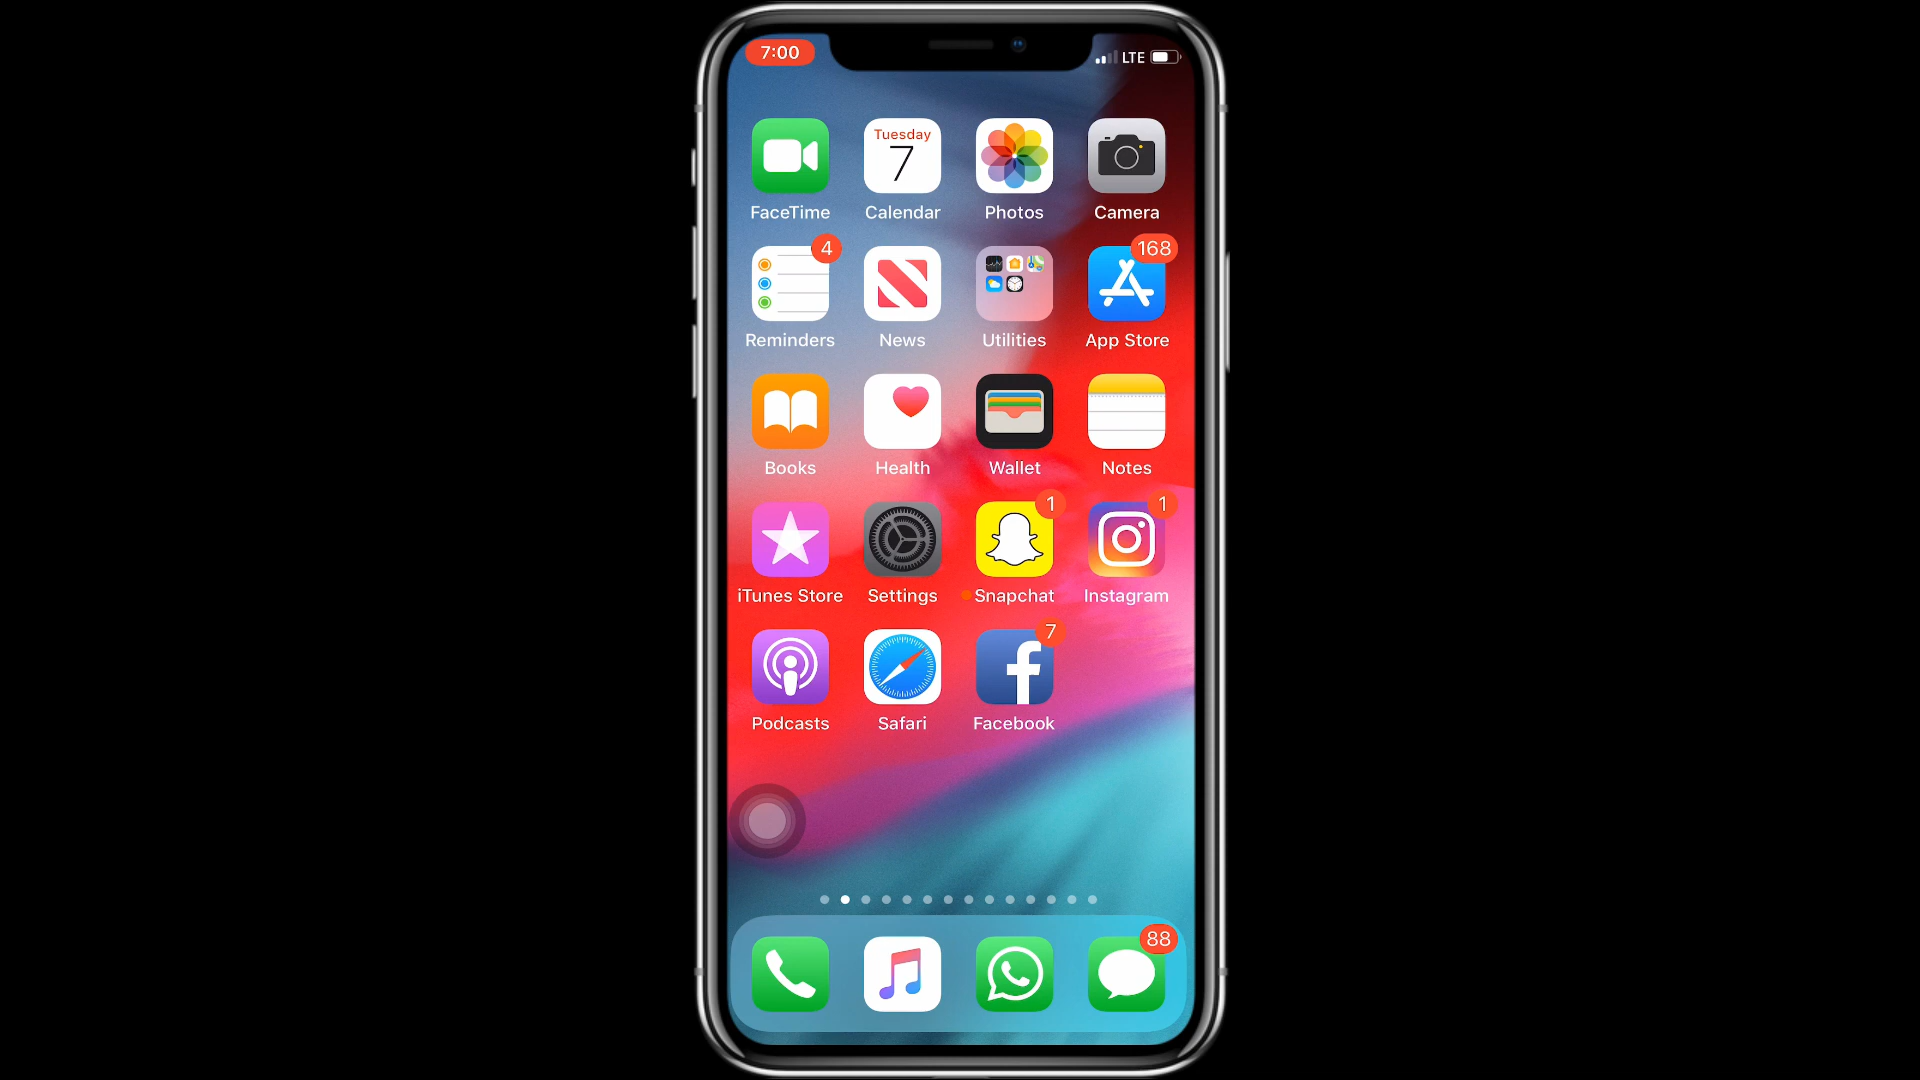 7:00
LTE
Tuesday
7
FaceTime
Calendar
Photos
Camera
4
168
Reminders
News
Utilities
App Store
Books
Health
Wallet
Notes
1
1
iTunes Store
Settings
Snapchat
Instagram
7
Podcasts
Safari
Facebook
88